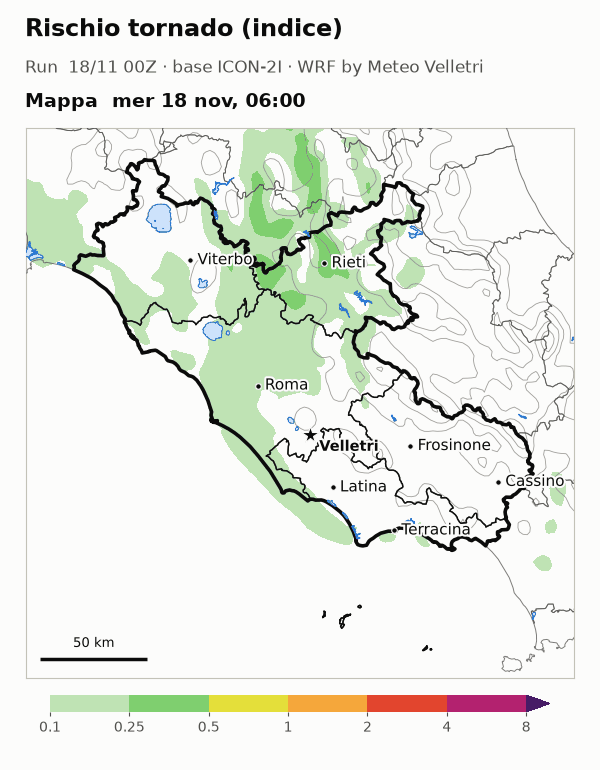 Rischio tornado (indice)
Run  18/11 00Z · base ICON-2I · WRF by Meteo Velletri
Mappa  mer 18 nov, 06:00
Viterbo
Rieti
Roma
Velletri
Frosinone
Cassino
Latina
Terracina
50 km
0.1 0.25 0.5 1 2 4 8